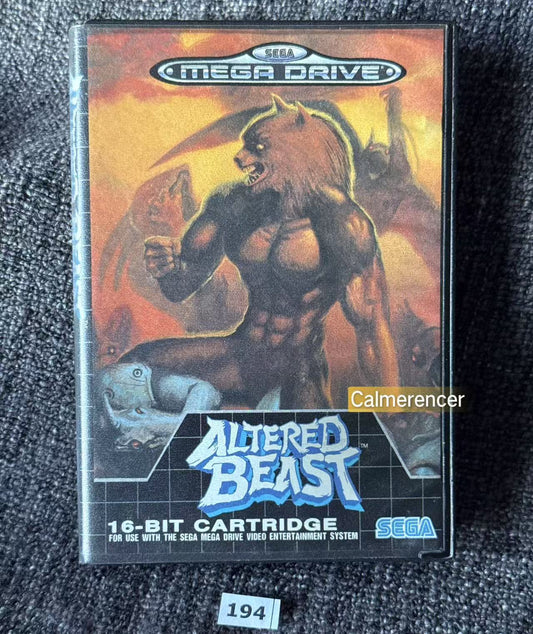 SEGA
MEGA DRIVE
Calmerencer
ALTERED
BEAST™
16-BIT CARTRIDGE
FOR USE WITH THE SEGA MEGA DRIVE VIDEO ENTERTAINMENT SYSTEM
SEGA
194